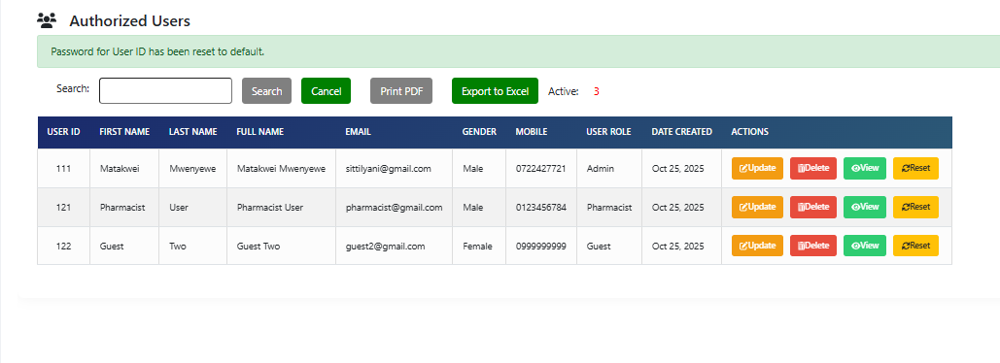 Authorized Users
Password for User ID has been reset to default.
Search: Search Cancel Print PDF Export to Excel Active: 3
USER ID FIRST NAME LAST NAME FULL NAME EMAIL GENDER MOBILE USER ROLE DATE CREATED ACTIONS
111 Matakwei Mwenyewe Matakwei Mwenyewe sittilyani@gmail.com Male 0722427721 Admin Oct 25, 2025 Update Delete View Reset
121 Pharmacist User Pharmacist User pharmacist@gmail.com Male 0123456784 Pharmacist Oct 25, 2025 Update Delete View Reset
122 Guest Two Guest Two guest2@gmail.com Female 0999999999 Guest Oct 25, 2025 Update Delete View Reset